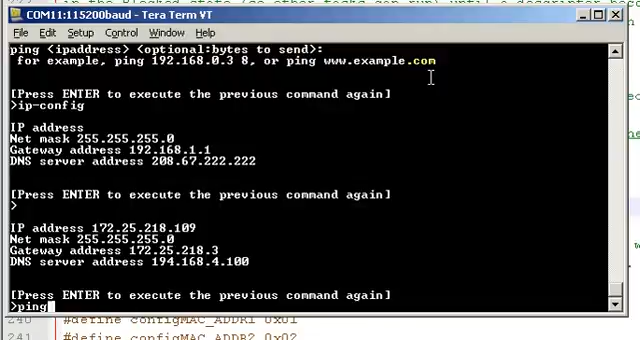 COM11:115200baud - Tera Term VT
File Edit Setup Control Window Help
ping <ipaddress> <optional:bytes to send>:
for example, ping 192.168.0.3 8, or ping www.example.com
[Press ENTER to execute the previous command again]
>ip-config
IP address
Net mask 255.255.255.0
Gateway address 192.168.1.1
DNS server address 208.67.222.222
[Press ENTER to execute the previous command again]
>
IP address 172.25.218.109
Net mask 255.255.255.0
Gateway address 172.25.218.3
DNS server address 194.168.4.100
[Press ENTER to execute the previous command again]
>ping
240 #define configMAC_ADDR1 0x01
241 #define configMAC_ADDR2 0x02